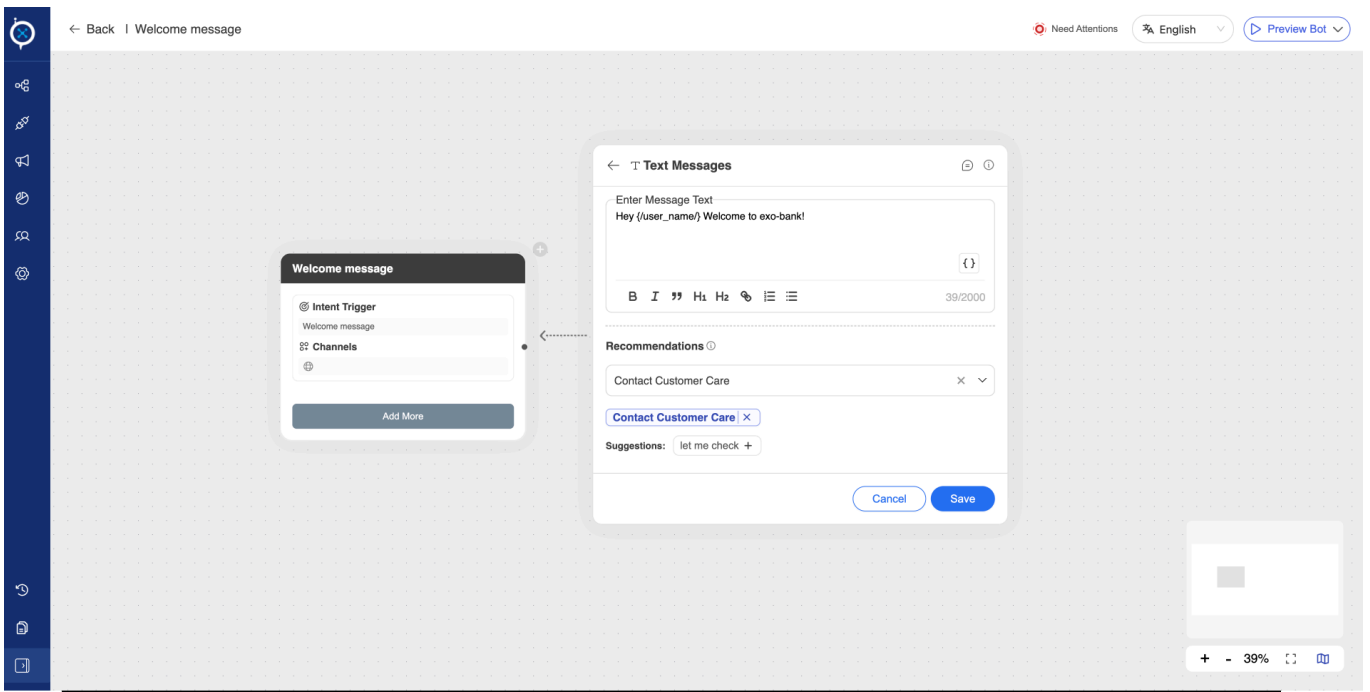 ← Back | Welcome message
Need Attentions
English
Preview Bot
T Text Messages
Enter Message Text
Hey {/user_name/} Welcome to exo-bank!
{ }
B I ❞ H1 H2
39/2000
Welcome message
Intent Trigger
Welcome message
Channels
Add More
Recommendations
Contact Customer Care
Contact Customer Care ×
Suggestions: let me check +
Cancel Save
+ - 39%